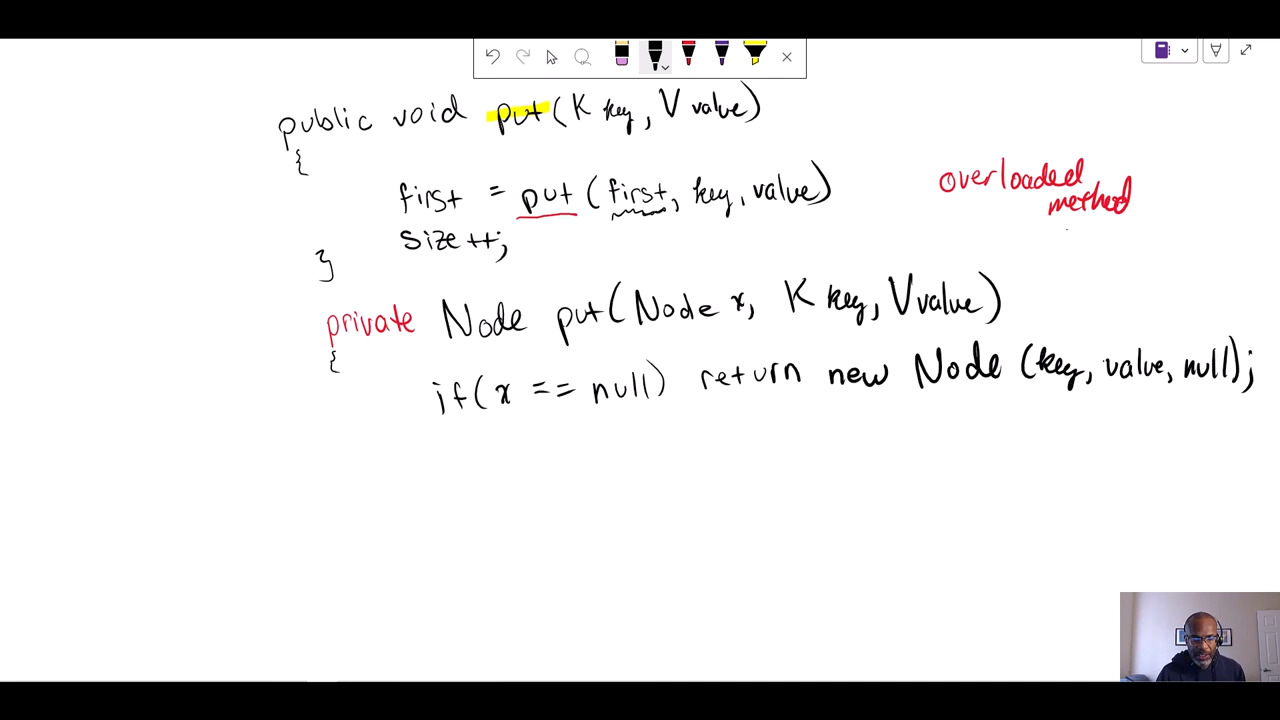 public void put(K key, V value)
{
first = put(first, key, value)
overloaded
method
size++;
}
private Node put(Node x, K key, V value)
{
if(x == null) return new Node (key, value, null);